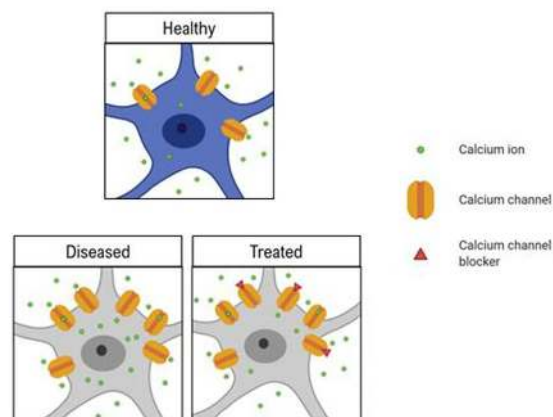 Healthy
Calcium ion
Calcium channel
Calcium channel
blocker
Diseased
Treated